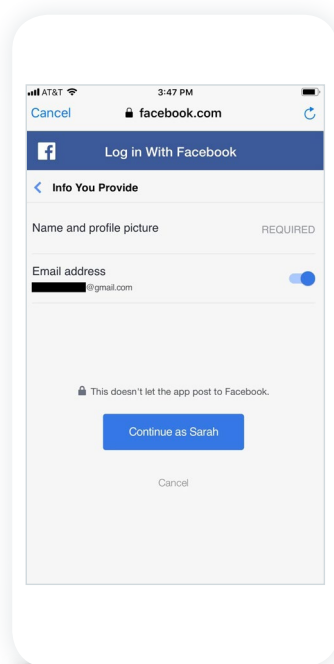 AT&T 3:47 PM
Cancel facebook.com
f Log in With Facebook
Info You Provide
Name and profile picture REQUIRED
Email address
@gmail.com
This doesn't let the app post to Facebook.
Continue as Sarah
Cancel